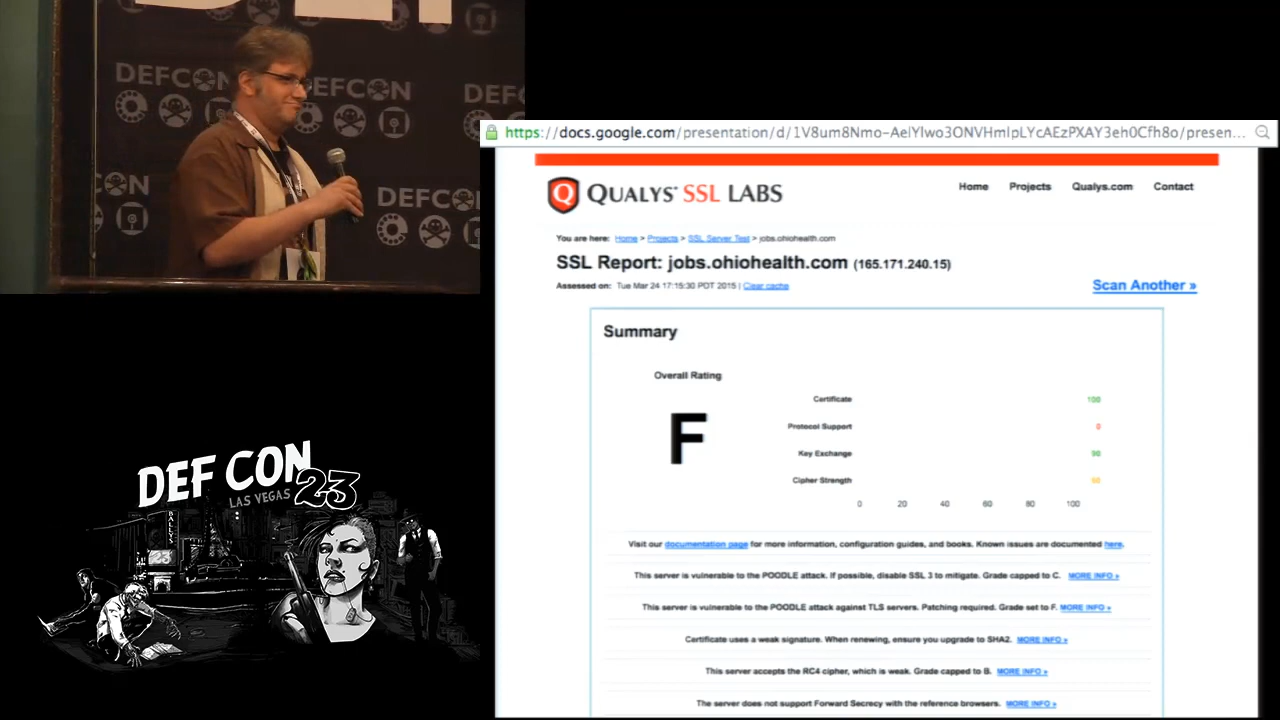 DEFCON
DEFCON
DEFC
CON
DEFCON
https://docs.google.com/presentation/d/1V8um8Nmo-AelYlwo3ONVHmlpLYcAEzPXAY3eh0Cfh8o/presen...
QUALYS® SSL LABS
Home Projects Qualys.com Contact
You are here: Home > Projects > SSL Server Test > jobs.ohiohealth.com
SSL Report: jobs.ohiohealth.com (165.171.240.15)
Assessed on: Tue Mar 24 17:15:30 PDT 2015 | Clear cache
Scan Another »
Summary
Overall Rating
F
Certificate 100
Protocol Support 0
Key Exchange 90
Cipher Strength 50
0 20 40 60 80 100
Visit our documentation page for more information, configuration guides, and books. Known issues are documented here.
This server is vulnerable to the POODLE attack. If possible, disable SSL 3 to mitigate. Grade capped to C. MORE INFO »
This server is vulnerable to the POODLE attack against TLS servers. Patching required. Grade set to F. MORE INFO »
Certificate uses a weak signature. When renewing, ensure you upgrade to SHA2. MORE INFO »
This server accepts the RC4 cipher, which is weak. Grade capped to B. MORE INFO »
The server does not support Forward Secrecy with the reference browsers. MORE INFO »
DEF CON
LAS VEGAS 23
BALLYS